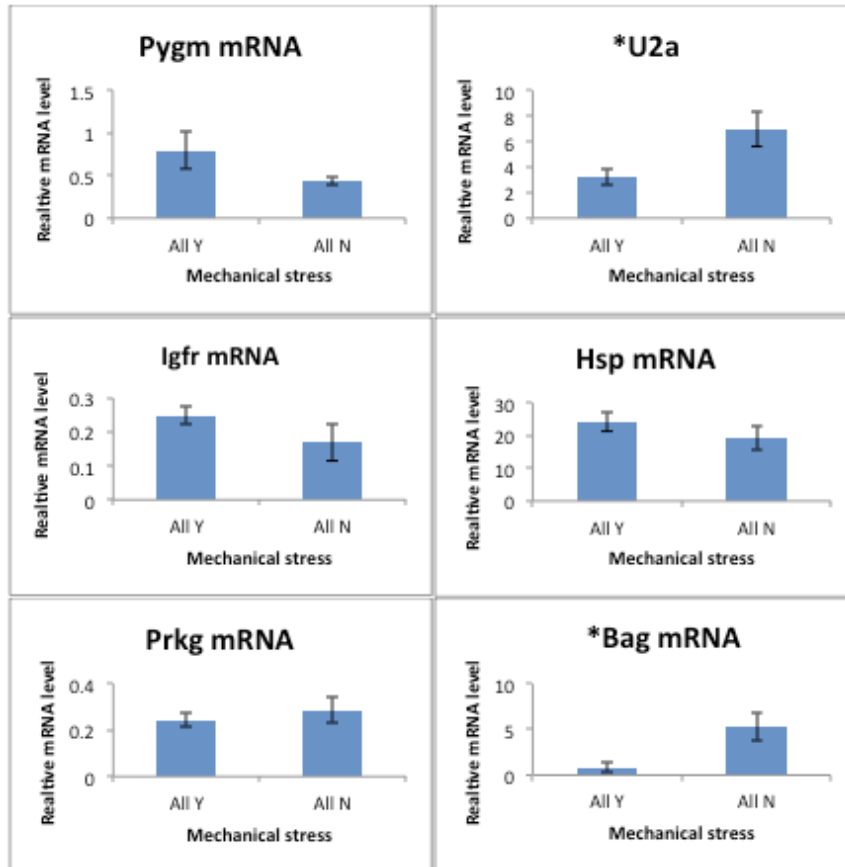 Pygm mRNA
Realtive mRNA level
1.5
1
0.5
0
All Y
All N
Mechanical stress
*U2a
Realtive mRNA level
10
8
6
4
2
0
All Y
All N
Mechanical stress
Igfr mRNA
Realtive mRNA level
0.3
0.2
0.1
0
All Y
All N
Mechanical stress
Hsp mRNA
Realtive mRNA level
30
20
10
0
All Y
All N
Mechanical stress
Prkg mRNA
Realtive mRNA level
0.4
0.2
0
All Y
All N
Mechanical stress
*Bag mRNA
Realtive mRNA level
10
5
0
All Y
All N
Mechanical stress